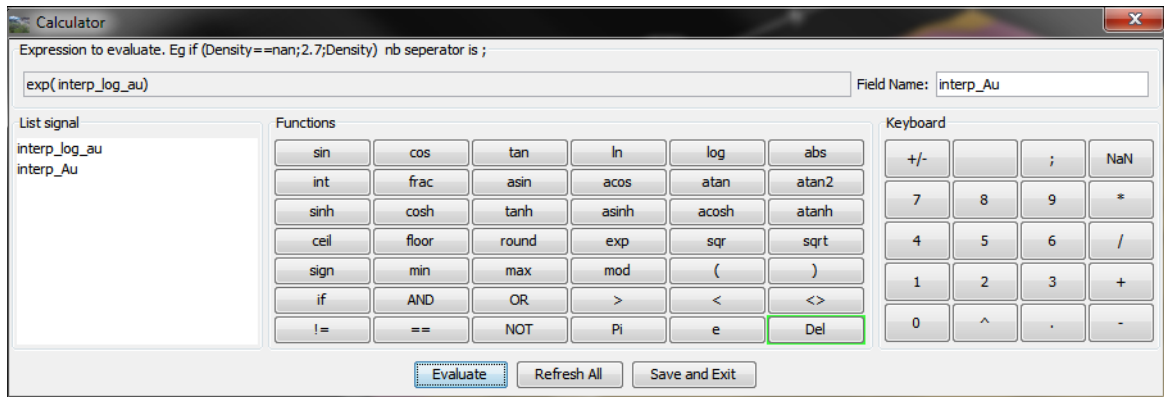 Calculator
x
Expression to evaluate. Eg if (Density==nan;2.7;Density) nb seperator is ;
exp( interp_log_au) Field Name: interp_Au
List signal Functions Keyboard
interp_log_au
interp_Au
sin cos tan ln log abs
int frac asin acos atan atan2
sinh cosh tanh asinh acosh atanh
ceil floor round exp sqr sqrt
sign min max mod ( )
if AND OR > < <>
!= == NOT Pi e Del
+/- ; NaN
7 8 9 *
4 5 6 /
1 2 3 +
0 ^ . -
Evaluate Refresh All Save and Exit